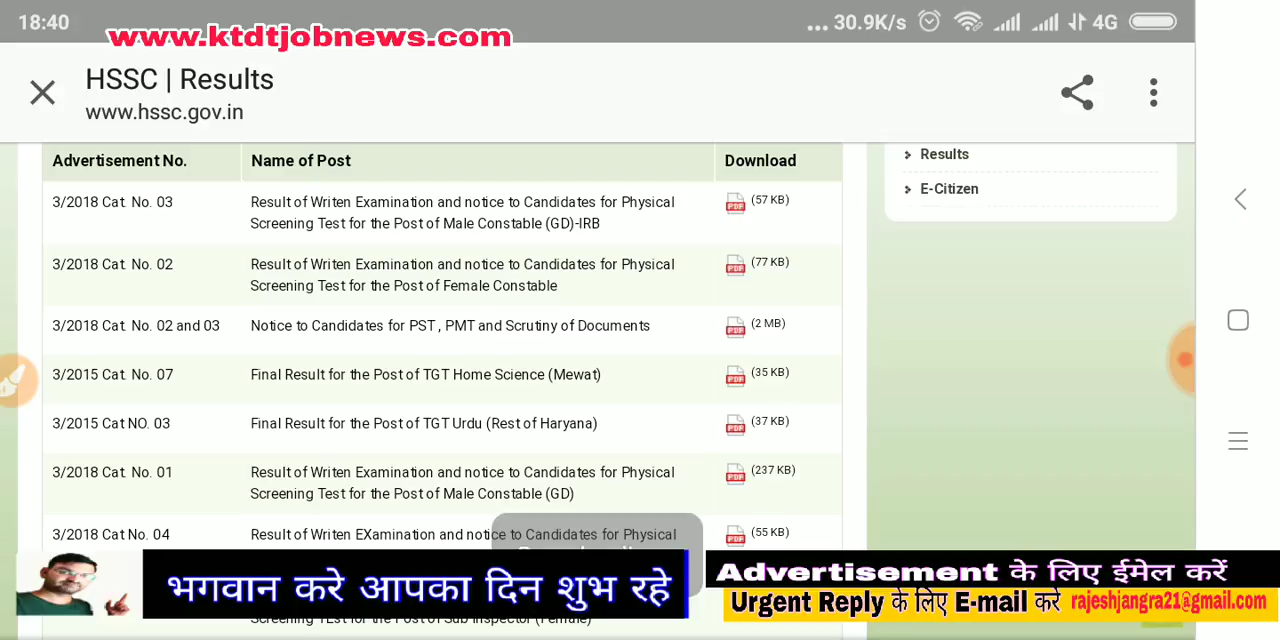 18:40
... 30.9K/s 4G
www.ktdtjobnews.com
HSSC | Results
www.hssc.gov.in
Advertisement No. Name of Post Download
Results
E-Citizen
3/2018 Cat. No. 03 Result of Writen Examination and notice to Candidates for Physical PDF (57 KB)
Screening Test for the Post of Male Constable (GD)-IRB
3/2018 Cat. No. 02 Result of Writen Examination and notice to Candidates for Physical PDF (77 KB)
Screening Test for the Post of Female Constable
3/2018 Cat. No. 02 and 03 Notice to Candidates for PST , PMT and Scrutiny of Documents PDF (2 MB)
3/2015 Cat. No. 07 Final Result for the Post of TGT Home Science (Mewat) PDF (35 KB)
3/2015 Cat NO. 03 Final Result for the Post of TGT Urdu (Rest of Haryana) PDF (37 KB)
3/2018 Cat. No. 01 Result of Writen Examination and notice to Candidates for Physical PDF (237 KB)
Screening Test for the Post of Male Constable (GD)
3/2018 Cat No. 04 Result of Writen EXamination and notice to Candidates for Physical PDF (55 KB)
भगवान करे आपका दिन शुभ रहे
Advertisement के लिए ईमेल करें
Urgent Reply के लिए E-mail करे rajeshjangra21@gmail.com
Screening TEst for the Post of Sub Inspector (Female)